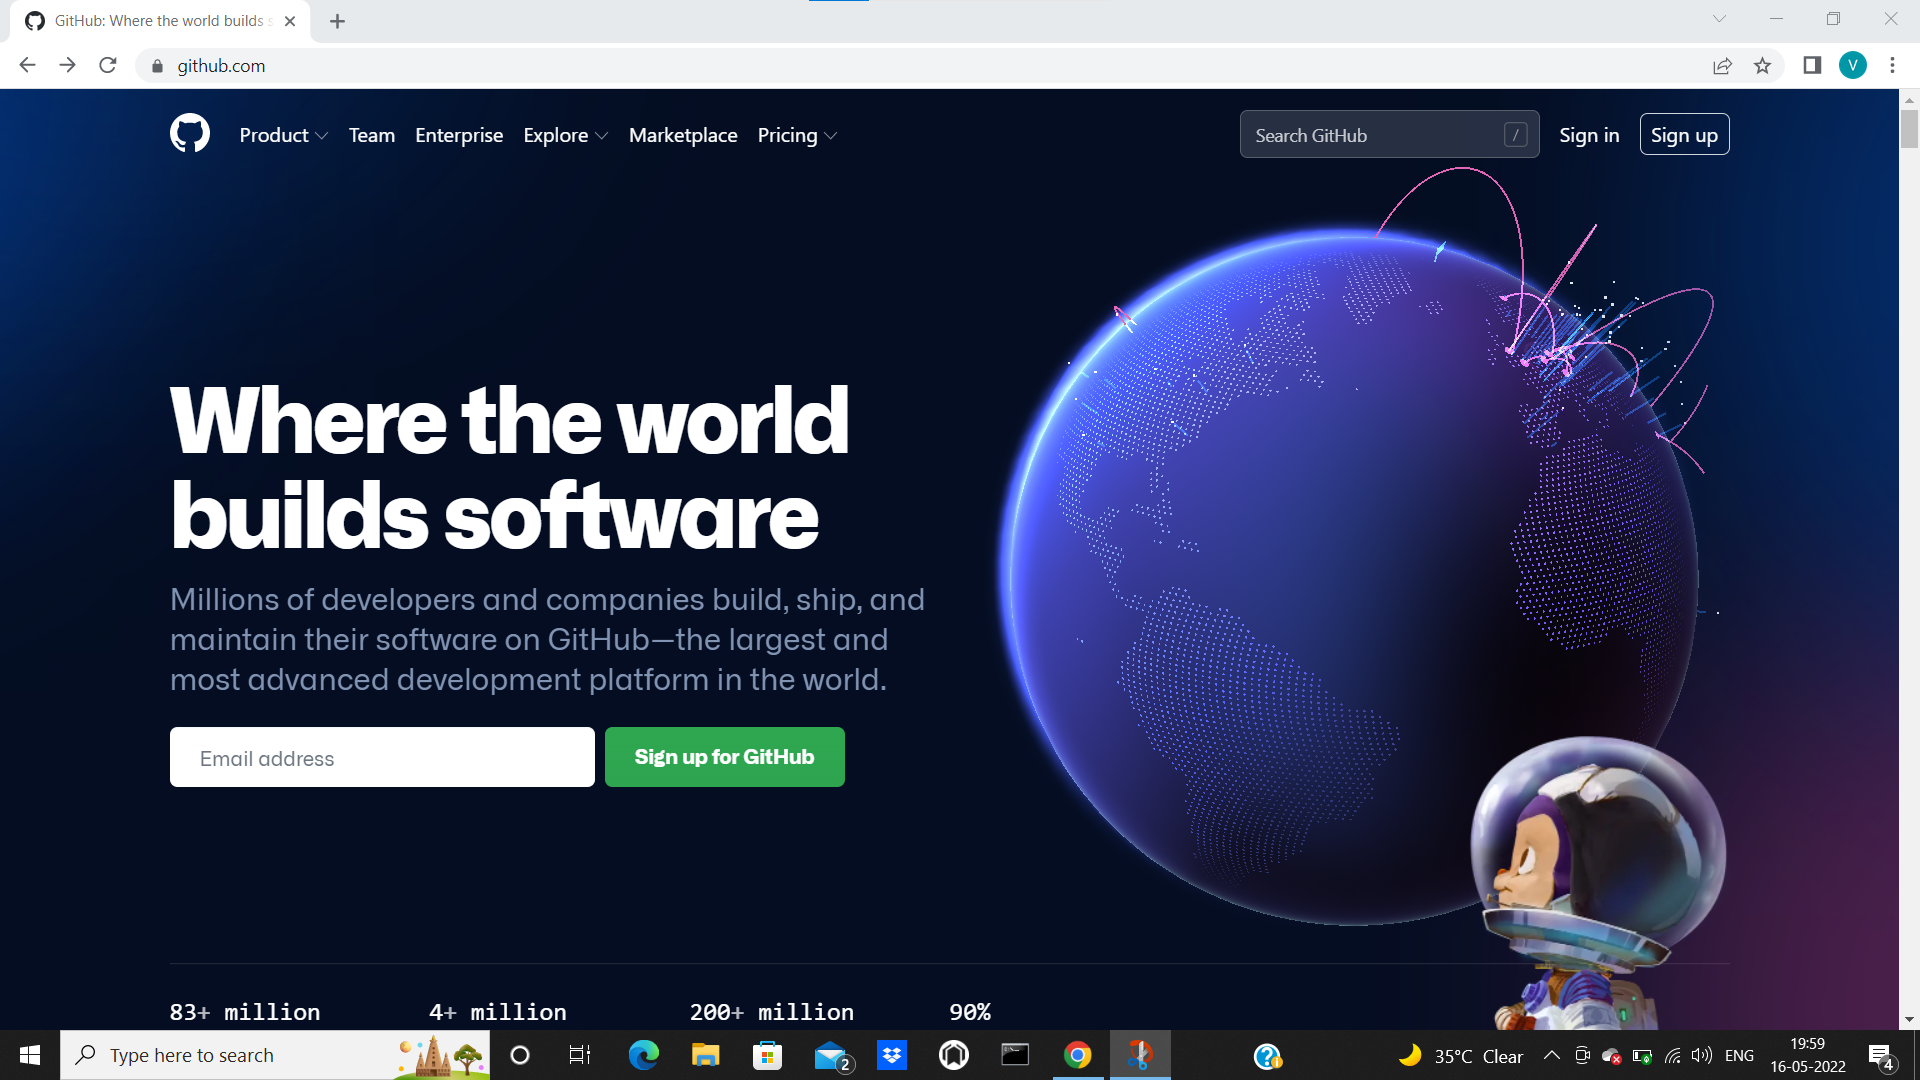 GitHub: Where the world builds s
github.com
V
Product Team Enterprise Explore Marketplace Pricing
Search GitHub /
Sign in
Sign up
Where the world
builds software
Millions of developers and companies build, ship, and
maintain their software on GitHub—the largest and
most advanced development platform in the world.
Email address
Sign up for GitHub
83+ million 4+ million 200+ million 90%
Type here to search
2
35°C Clear
ENG
19:59
16-05-2022
4